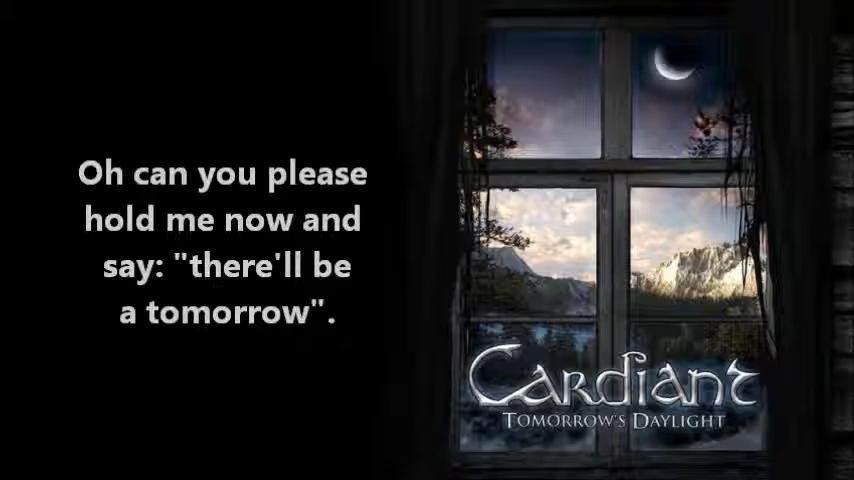 Oh can you please
hold me now and
say: "there'll be
a tomorrow".
Cardiant
Tomorrow's Daylight